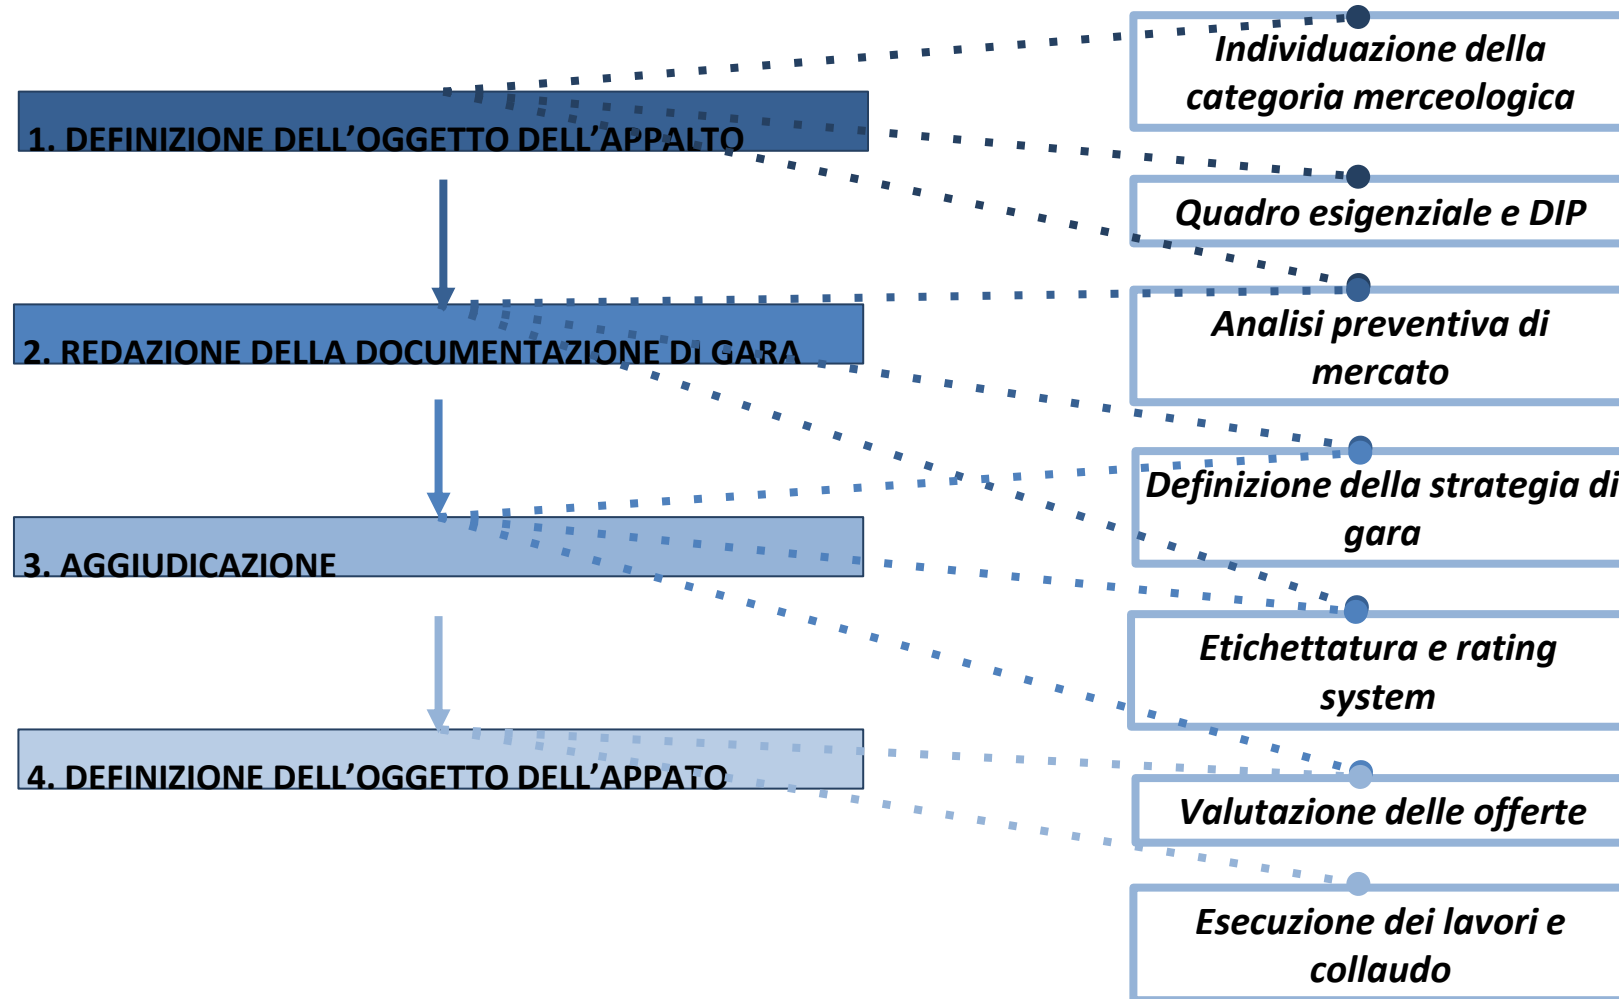 1. DEFINIZIONE DELL’OGGETTO DELL’APPALTO
2. REDAZIONE DELLA DOCUMENTAZIONE DI GARA
3. AGGIUDICAZIONE
4. DEFINIZIONE DELL’OGGETTO DELL’APPATO
Individuazione della
categoria merceologica
Quadro esigenziale e DIP
Analisi preventiva di
mercato
Definizione della strategia di
gara
Etichettatura e rating
system
Valutazione delle offerte
Esecuzione dei lavori e
collaudo